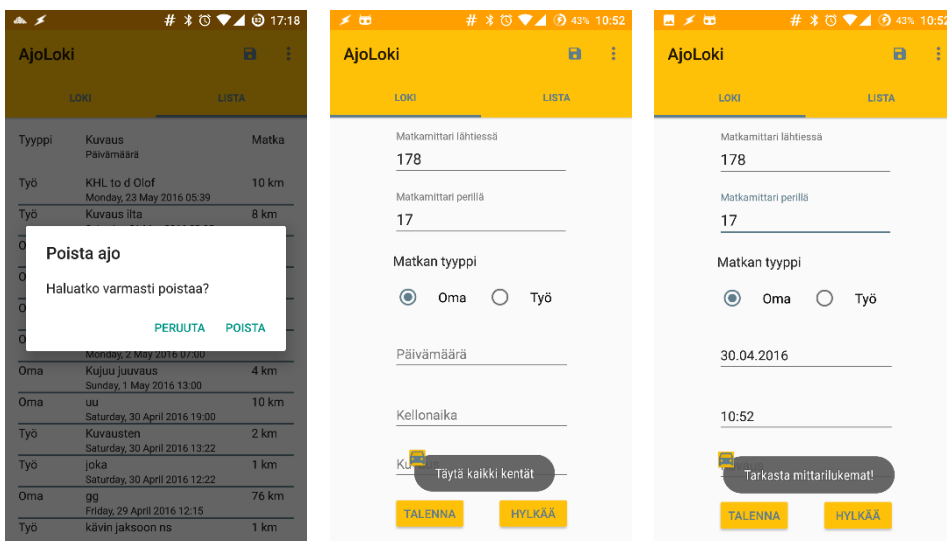 17:18
AjoLoki
LOKI LISTA
Tyyppi Kuvaus Matka
Päivämäärä
Työ KHL to d Olof 10 km
Monday, 23 May 2016 05:39
Työ Kuvaus ilta 8 km
Poista ajo
Haluatko varmasti poistaa?
PERUUTA POISTA
Monday, 2 May 2016 07:00
Oma Kujuu juuvaus 4 km
Sunday, 1 May 2016 13:00
Oma uu 10 km
Saturday, 30 April 2016 19:00
Työ Kuvausten 2 km
Saturday, 30 April 2016 13:22
Työ joka 1 km
Saturday, 30 April 2016 12:22
Oma gg 76 km
Friday, 29 April 2016 12:15
Työ kävin jaksoon ns 1 km
43% 10:52
AjoLoki
LOKI LISTA
Matkamittari lähtiessä
178
Matkamittari perillä
17
Matkan tyyppi
Oma Työ
Päivämäärä
Kellonaika
Täytä kaikki kentät
TALENNA HYLKÄÄ
43% 10:52
AjoLoki
LOKI LISTA
Matkamittari lähtiessä
178
Matkamittari perillä
17
Matkan tyyppi
Oma Työ
30.04.2016
10:52
Tarkasta mittarilukemat!
TALENNA HYLKÄÄ